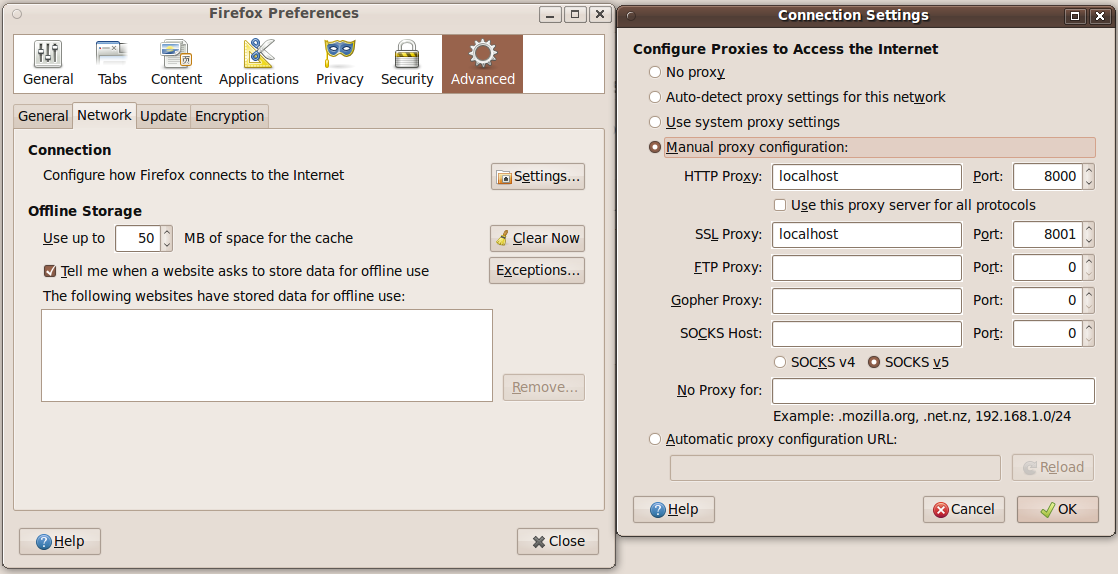 Firefox Preferences
General Tabs Content Applications Privacy Security Advanced
General Network Update Encryption
Connection
Configure how Firefox connects to the Internet Settings...
Offline Storage
Use up to 50 MB of space for the cache Clear Now
Tell me when a website asks to store data for offline use Exceptions...
The following websites have stored data for offline use:
Remove...
Help Close
Connection Settings
Configure Proxies to Access the Internet
No proxy
Auto-detect proxy settings for this network
Use system proxy settings
Manual proxy configuration:
HTTP Proxy: localhost Port: 8000
Use this proxy server for all protocols
SSL Proxy: localhost Port: 8001
FTP Proxy: Port: 0
Gopher Proxy: Port: 0
SOCKS Host: Port: 0
SOCKS v4 SOCKS v5
No Proxy for:
Example: .mozilla.org, .net.nz, 192.168.1.0/24
Automatic proxy configuration URL:
Reload
Help Cancel OK